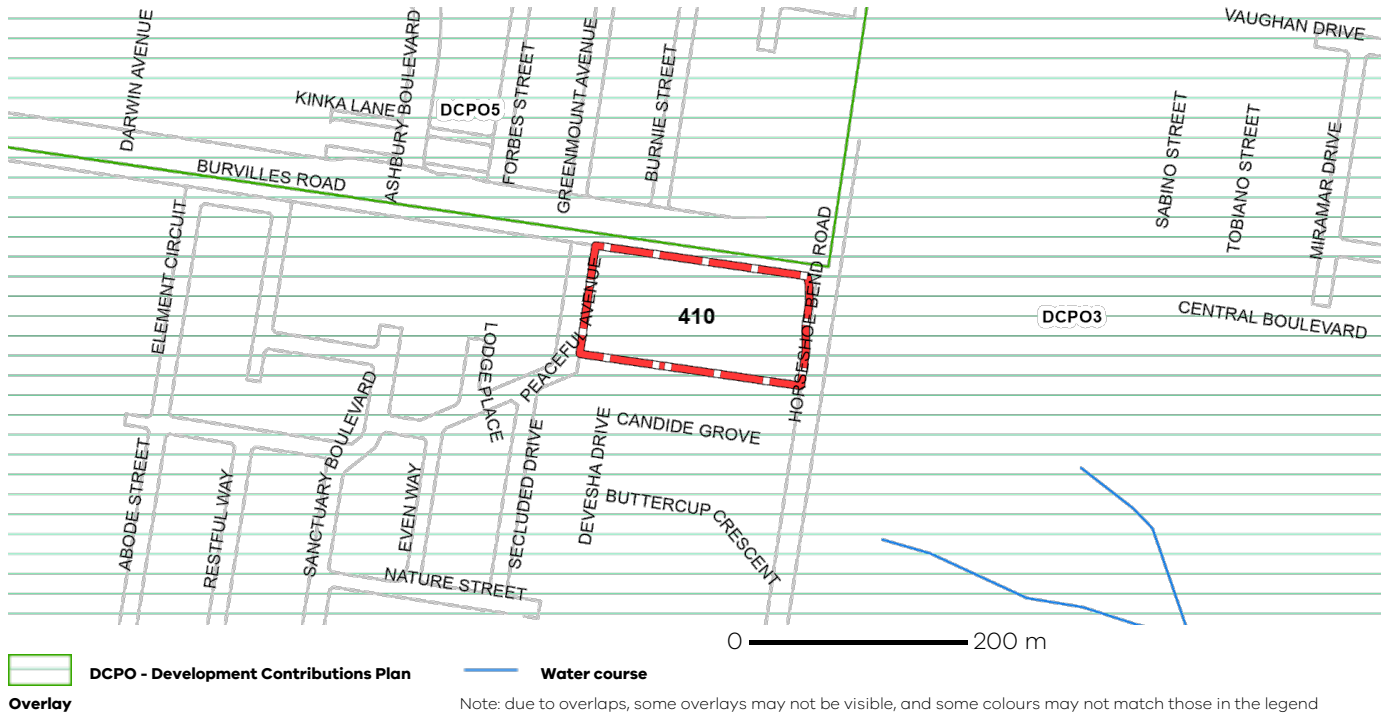 VAUGHAN DRIVE
DARWIN AVENUE
KINKA LANE
ASHBURY BOULEVARD
DCPO5
FORBES STREET
GREENMOUNT AVENUE
BURNIE STREET
SABINO STREET
TOBIANO STREET
MIRAMAR DRIVE
BURVILLES ROAD
ELEMENT CIRCUIT
PEACEFUL AVENUE
410
HORSESHOE BEND ROAD
DCPO3
CENTRAL BOULEVARD
LODGE PLACE
SANCTUARY BOULEVARD
CANDIDE GROVE
ABODE STREET
RESTFUL WAY
EVEN WAY
SECLUDED DRIVE
DEVESHA DRIVE
BUTTERCUP CRESCENT
NATURE STREET
0 200 m
DCPO - Development Contributions Plan
Water course
Overlay
Note: due to overlaps, some overlays may not be visible, and some colours may not match those in the legend